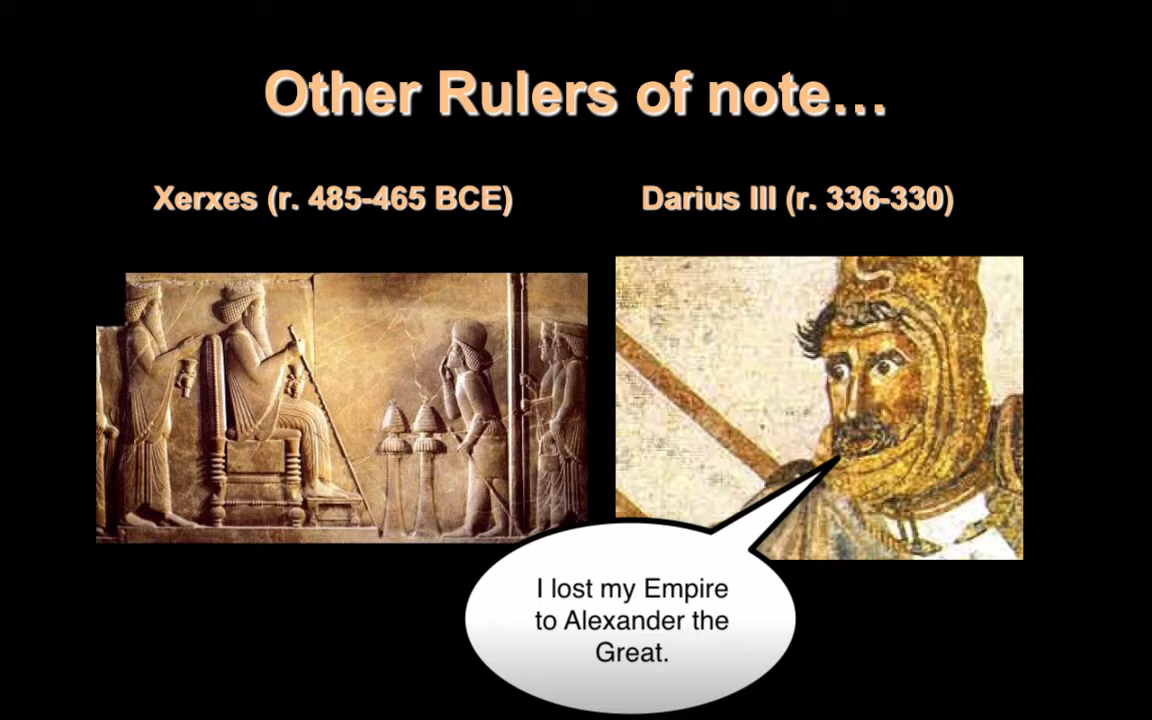 Other Rulers of note…
Xerxes (r. 485-465 BCE)
Darius III (r. 336-330)
I lost my Empire
to Alexander the
Great.